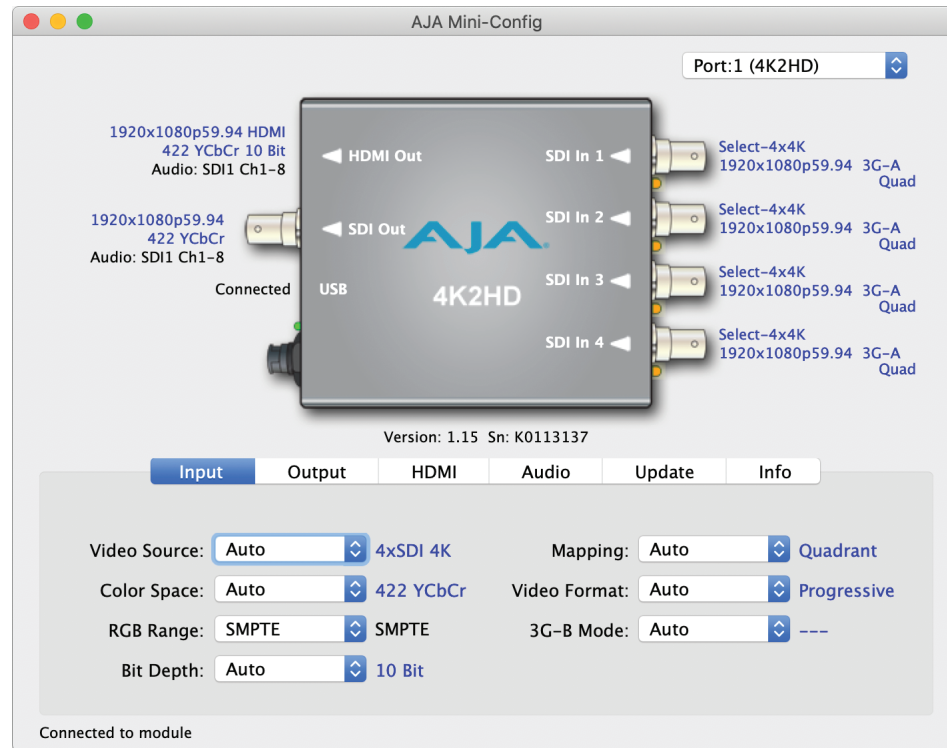 AJA Mini-Config
Port:1 (4K2HD)
1920x1080p59.94 HDMI
422 YCbCr 10 Bit
Audio: SDI1 Ch1-8
HDMI Out
1920x1080p59.94
422 YCbCr
Audio: SDI1 Ch1-8
SDI Out
Connected
USB
AJA
4K2HD
SDI In 1
Select-4x4K
1920x1080p59.94 3G-A
Quad
SDI In 2
Select-4x4K
1920x1080p59.94 3G-A
Quad
SDI In 3
Select-4x4K
1920x1080p59.94 3G-A
Quad
SDI In 4
Select-4x4K
1920x1080p59.94 3G-A
Quad
Version: 1.15 Sn: K0113137
Input Output HDMI Audio Update Info
Video Source: Auto 4xSDI 4K
Mapping: Auto Quadrant
Color Space: Auto 422 YCbCr
Video Format: Auto Progressive
RGB Range: SMPTE SMPTE
3G-B Mode: Auto ---
Bit Depth: Auto 10 Bit
Connected to module